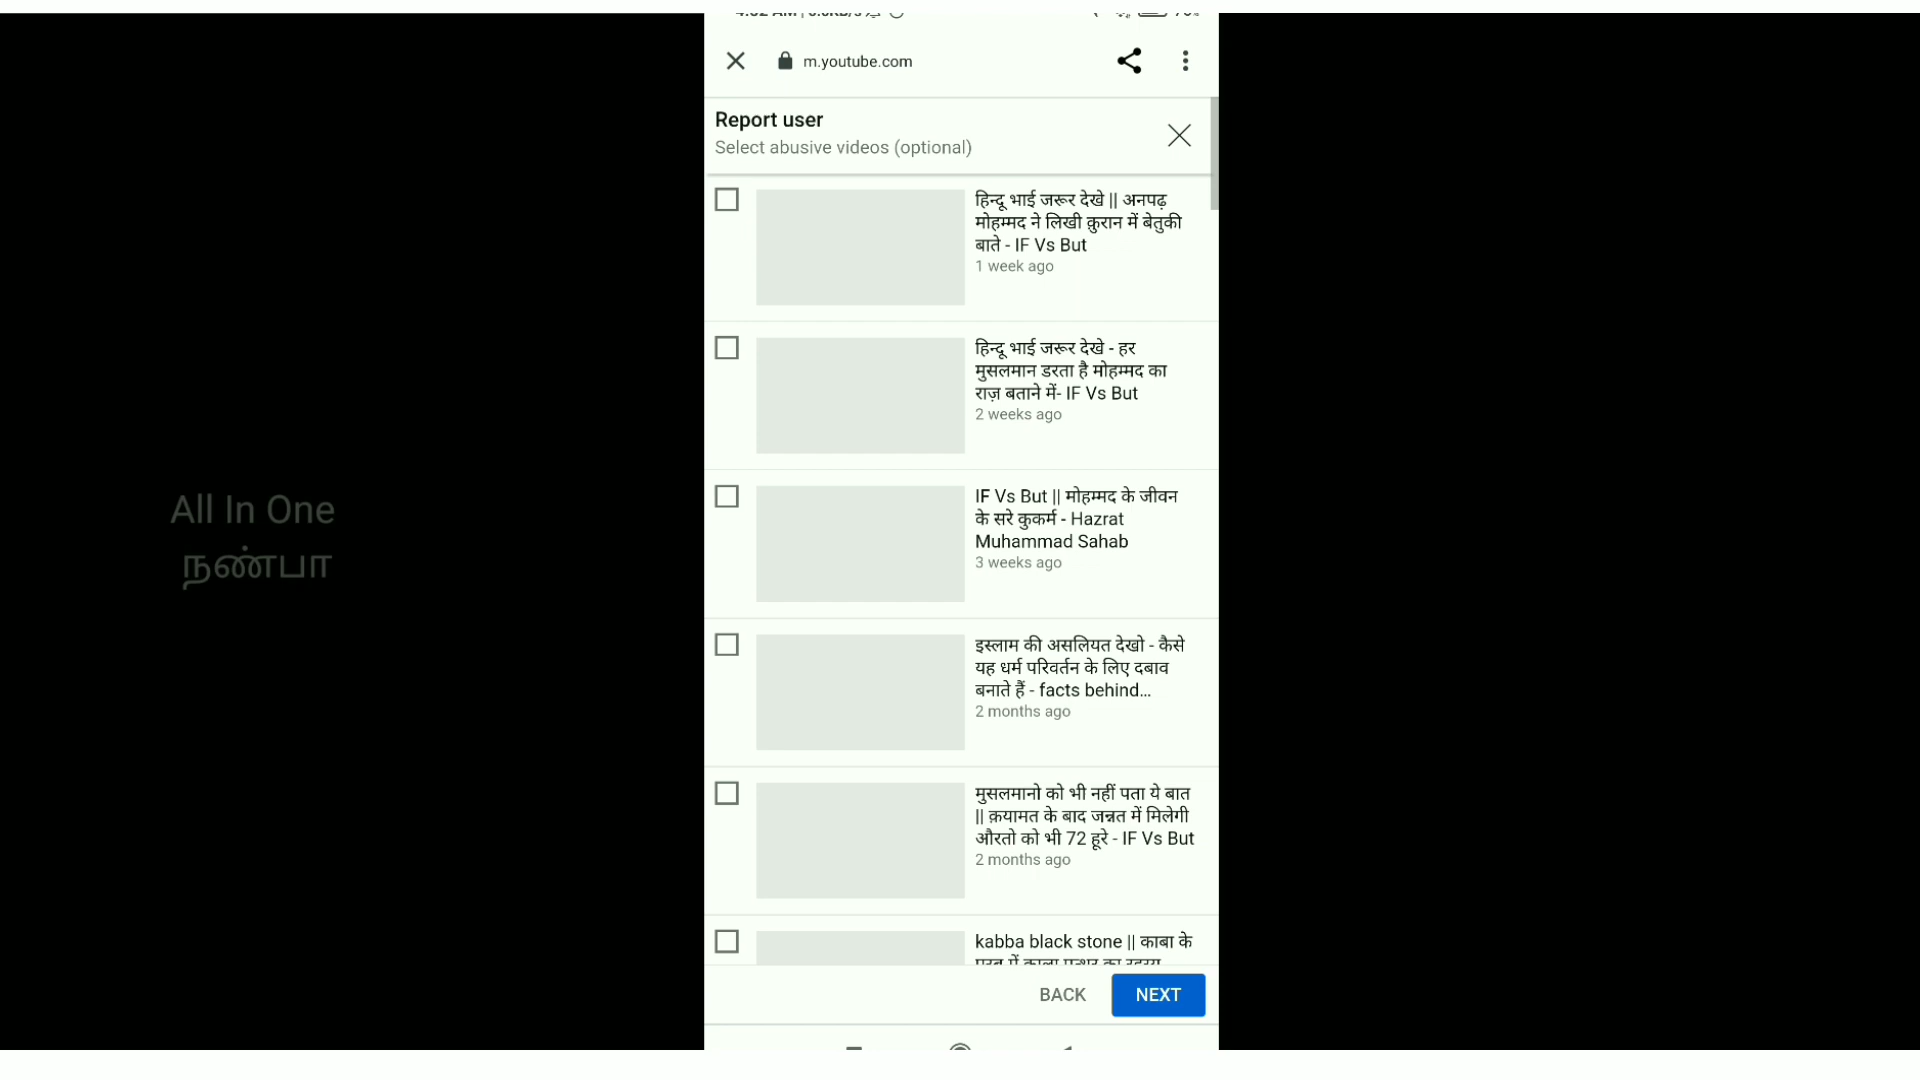 m.youtube.com
Report user
Select abusive videos (optional)
हिन्दू भाई जरूर देखे || अनपढ़
मोहम्मद ने लिखी क़ुरान में बेतुकी
बाते - IF Vs But
1 week ago
हिन्दू भाई जरूर देखे - हर
मुसलमान डरता है मोहम्मद का
राज़ बताने में- IF Vs But
2 weeks ago
IF Vs But || मोहम्मद के जीवन
के सरे कुकर्म - Hazrat
Muhammad Sahab
3 weeks ago
All In One
நண்பா
इस्लाम की असलियत देखो - कैसे
यह धर्म परिवर्तन के लिए दबाव
बनाते हैं - facts behind...
2 months ago
मुसलमानो को भी नहीं पता ये बात
|| क़यामत के बाद जन्नत में मिलेगी
औरतो को भी 72 हूरे - IF Vs But
2 months ago
kabba black stone || काबा के
BACK
NEXT